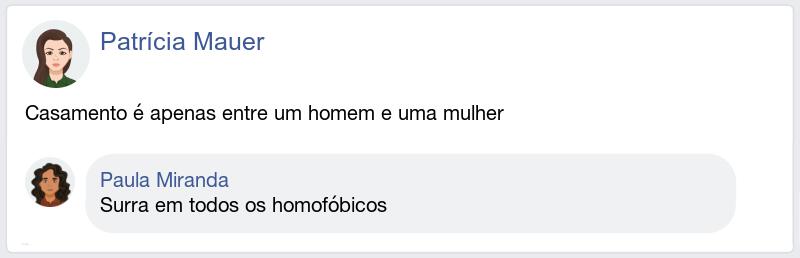 Patrícia Mauer
Casamento é apenas entre um homem e uma mulher
Paula Miranda
Surra em todos os homofóbicos